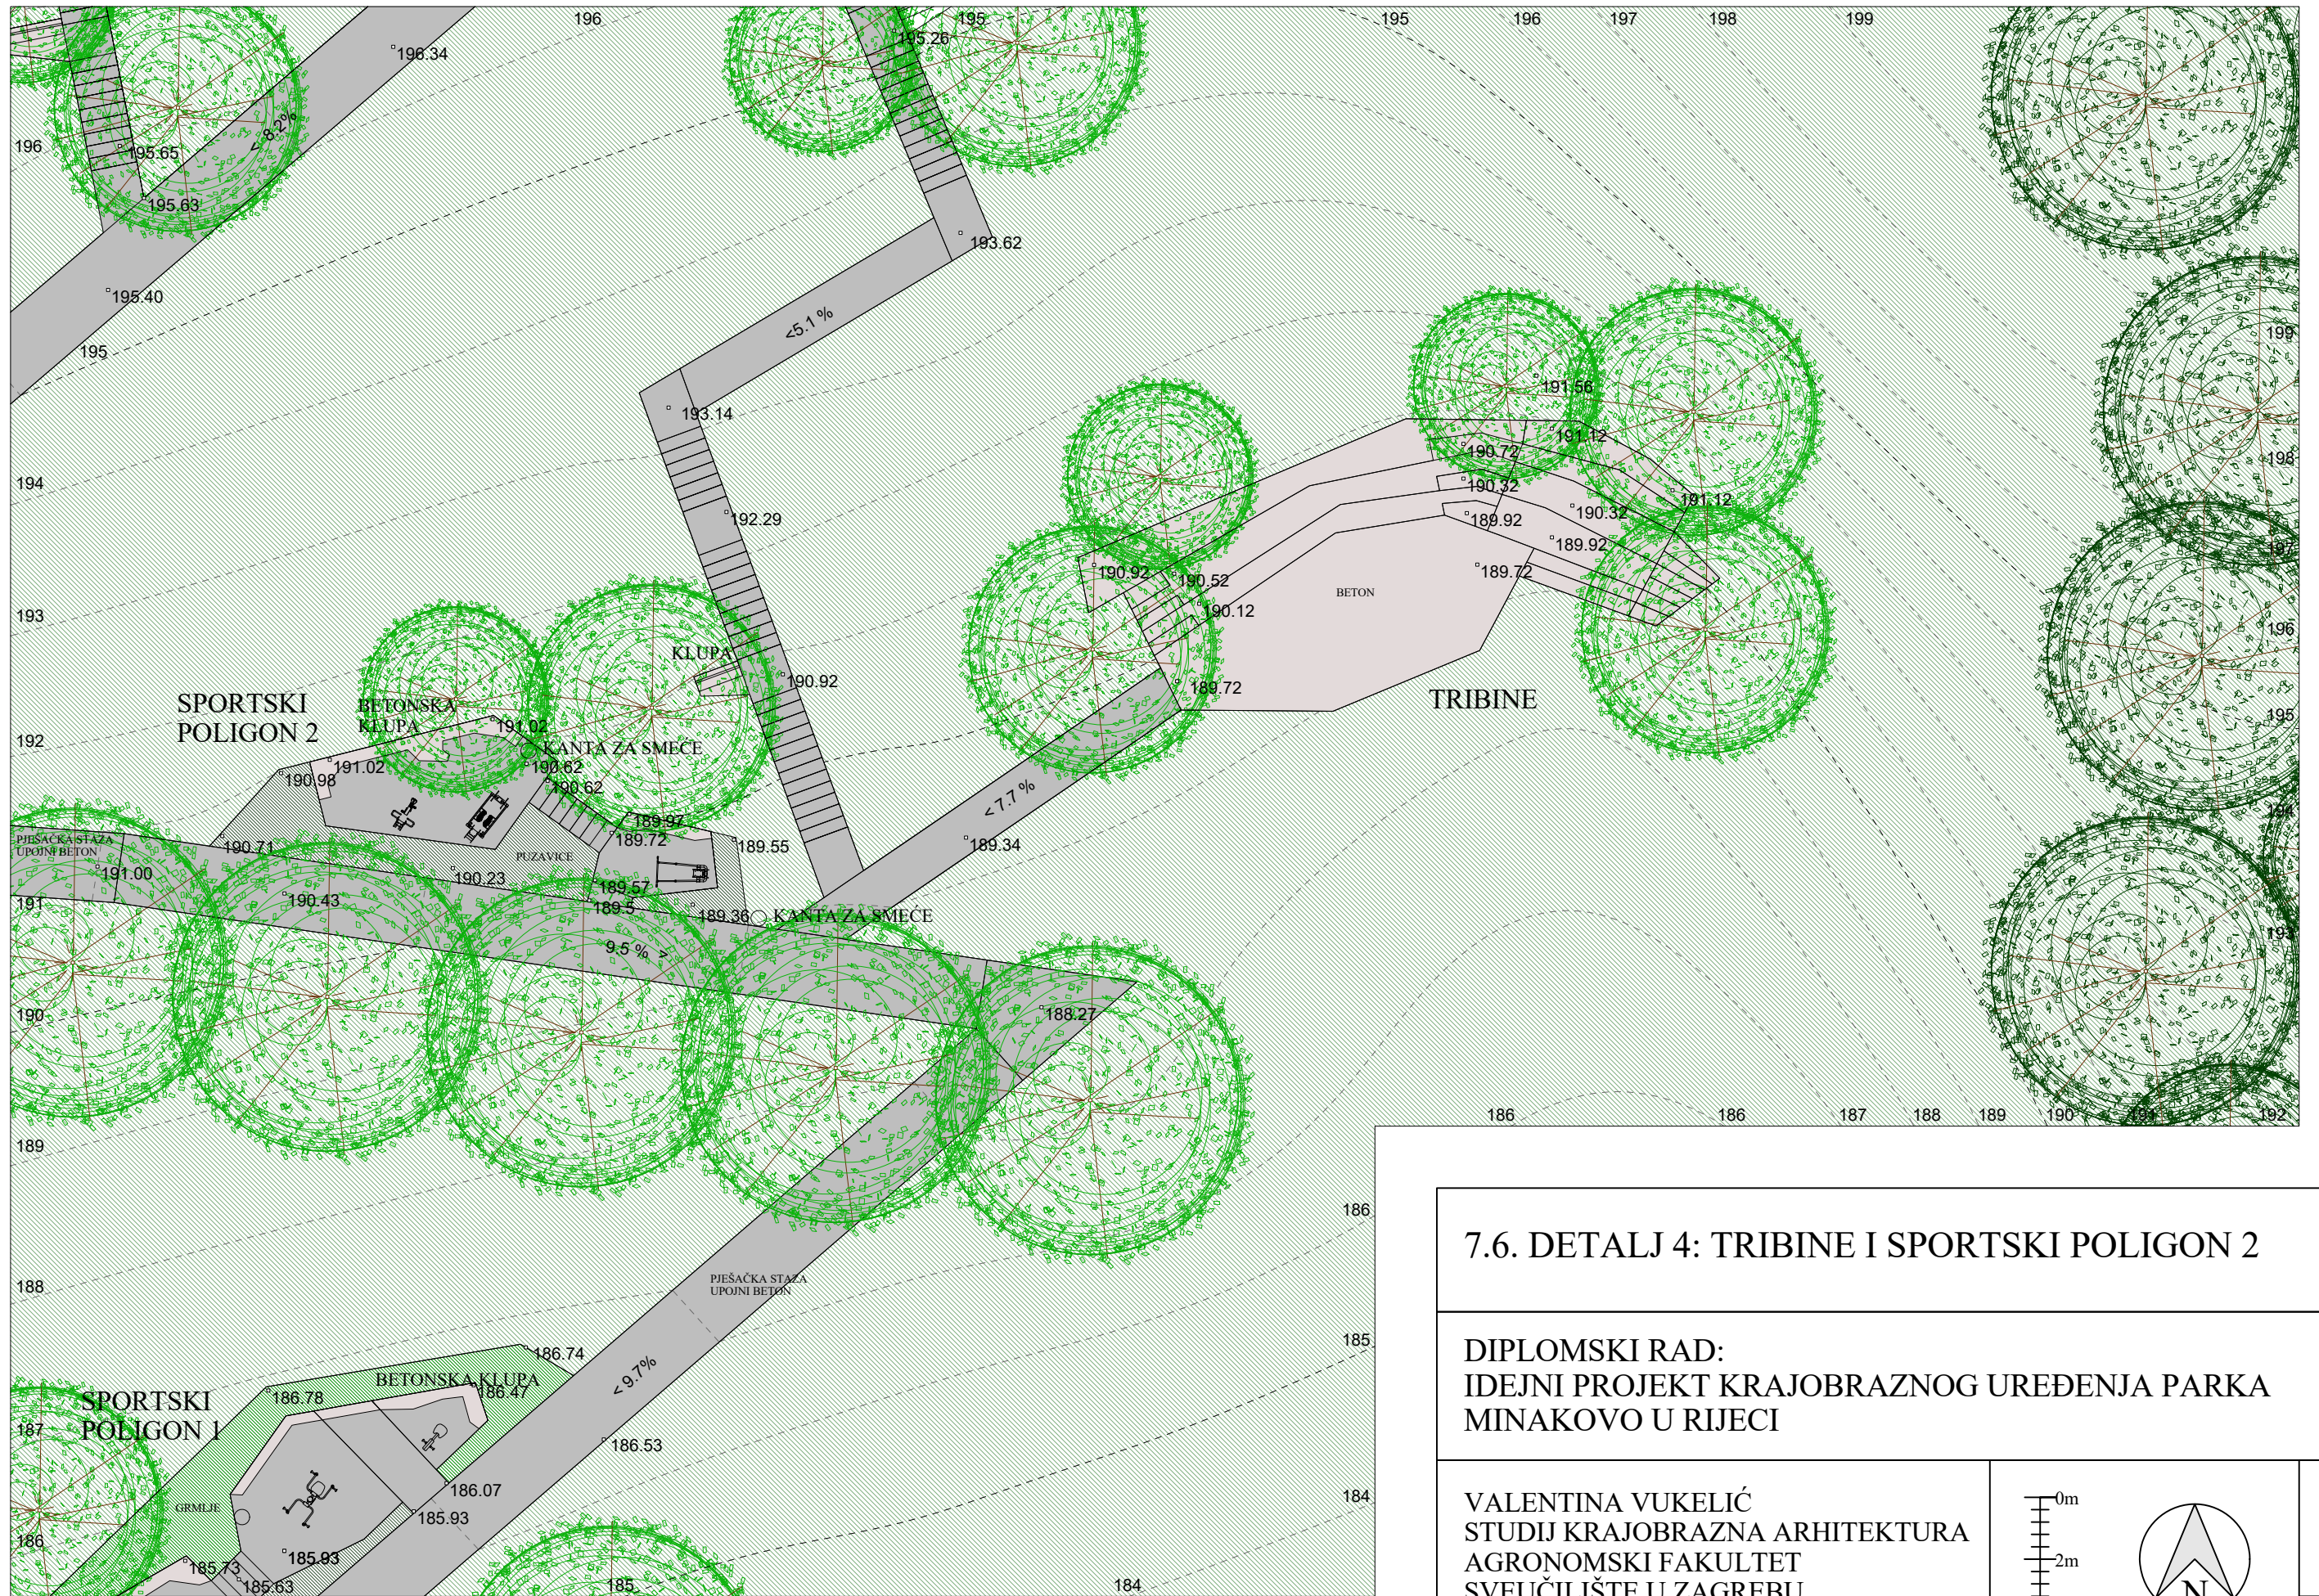 196
195
195
196
197
198
199
196.34
195.26
< 8.2%
196
195.65
195.63
193.62
195.40
<5.1 %
199
195
191.56
193.14
191.12
190.72
198
194
190.32
191.12
192.29
189.92
190.32
189.92
197
190.92
190.52
189.72
BETON
193
190.12
196
KLUPA
190.92
189.72
TRIBINE
SPORTSKI
POLIGON 2
BETONSKA
KLUPA
191.02
195
192
KANTA ZA SMEĆE
191.02
190.62
190.98
190.62
< 7.7 %
194
189.97
PJEŠAČKA STAZA
UPOJNI BETON
190.71
189.72
189.55
189.34
PUZAVICE
191.00
190.23
189.57
190.43
191
189.5
189.36
KANTA ZA SMEĆE
193
9.5 % >
190
188.27
186
186
187
188
189
190
191
192
189
186
188
PJEŠAČKA STAZA
UPOJNI BETON
185
186.74
< 9.7%
BETONSKA KLUPA
186.78
186.47
SPORTSKI
POLIGON 1
187
186.53
186.07
184
GRMLJE
185.93
186
185.93
185.73
185.63
185
184
7.6. DETALJ 4: TRIBINE I SPORTSKI POLIGON 2
DIPLOMSKI RAD:
IDEJNI PROJEKT KRAJOBRAZNOG UREĐENJA PARKA
MINAKOVO U RIJECI
VALENTINA VUKELIĆ
STUDIJ KRAJOBRAZNA ARHITEKTURA
AGRONOMSKI FAKULTET
SVEUČILIŠTE U ZAGREBU
0m
2m
N